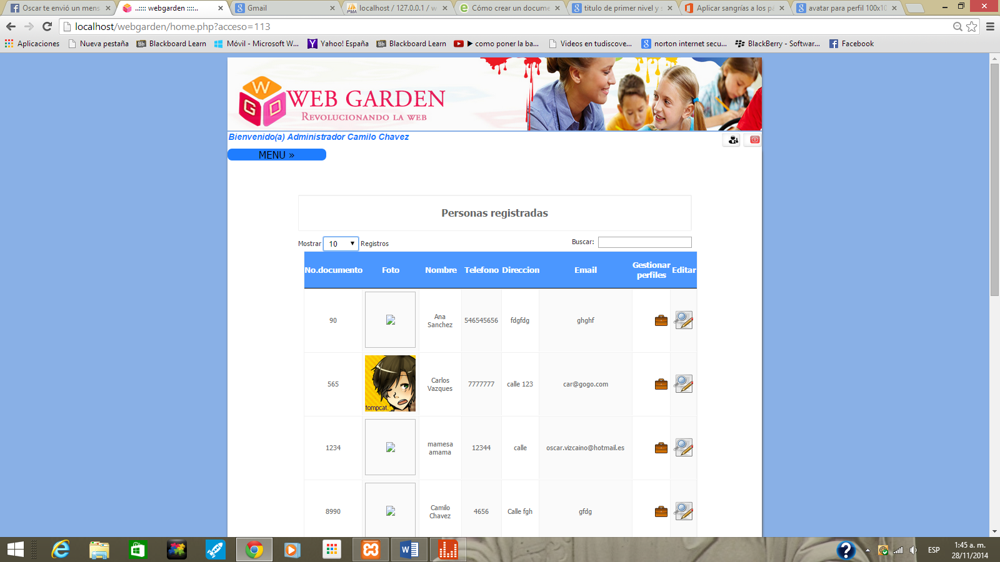 Oscar te envió un mens
..:::: webgarden ::::..
Gmail
localhost / 127.0.0.1 / w
Cómo crear un docume
titulo de primer nivel y s
Aplicar sangrías a los pá
avatar para perfil 100x10
localhost/webgarden/home.php?acceso=113
Aplicaciones
Nueva pestaña
Blackboard Learn
Móvil - Microsoft W...
Yahoo! España
Blackboard Learn
▶ como poner la ba...
Videos en tudiscove...
norton internet secu...
BlackBerry - Softwar...
Facebook
W G D
WEB GARDEN
REVOLUCIONANDO LA WEB
Bienvenido(a) Administrador Camilo Chavez
MENU »
Personas registradas
Mostrar 10 Registros
Buscar:
No.documento Foto Nombre Telefono Direccion Email Gestionar perfiles Editar
90 Ana Sanchez 546545656 fdgfdg ghghf
565 Carlos Vazques 7777777 calle 123 car@gogo.com
tompcat.
1234 mamesa amama 12344 calle oscar.vizcaino@hotmail.es
8990 Camilo Chavez 4656 Calle fgh gfdg
ESP
1:45 a. m.
28/11/2014